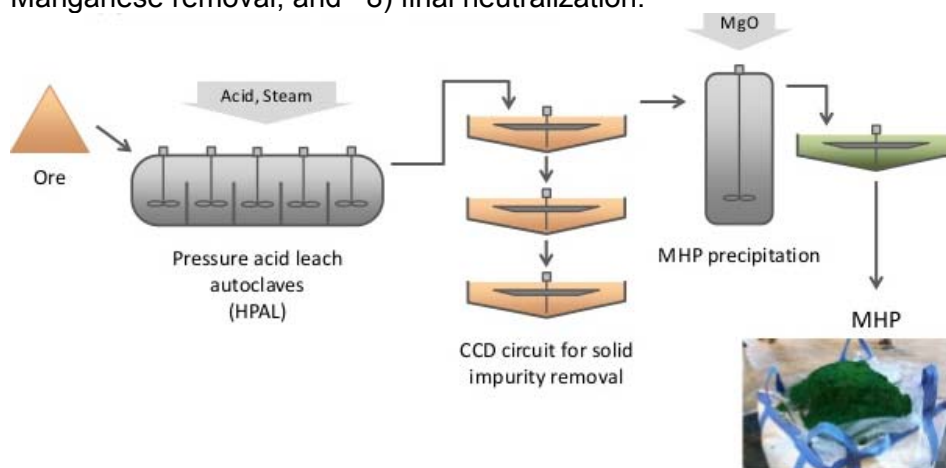 Manganese removal, and 8) final neutralization.
MgO
Acid, Steam
Ore
Pressure acid leach
autoclaves
(HPAL)
MHP precipitation
CCD circuit for solid
impurity removal
MHP